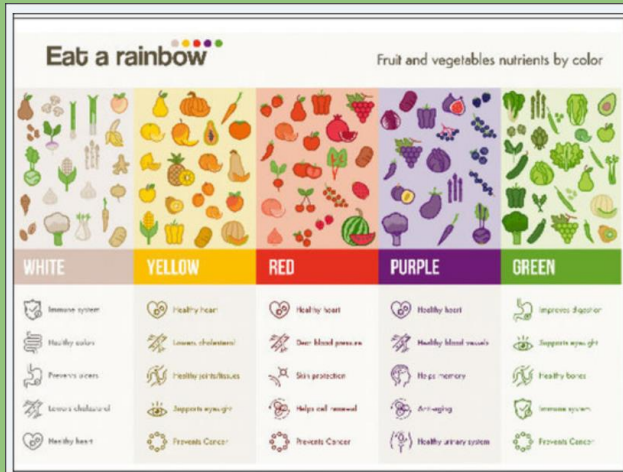 Eat a rainbow
Fruit and vegetables nutrients by color
WHITE
Immune system
Healthy colon
Prevents ulcers
Lowers cholesterol
Healthy heart
YELLOW
Healthy heart
Lowers cholesterol
Healthy joints/tissues
Supports eyesight
Prevents Cancer
RED
Healthy heart
blood pressure
Skin protection
Helps cell renewal
Prevents Cancer
PURPLE
Healthy heart
Healthy blood vessels
Helps memory
Anti-aging
Healthy urinary system
GREEN
Improves digestion
Supports eyesight
Healthy bones
Immune system
Prevents Cancer